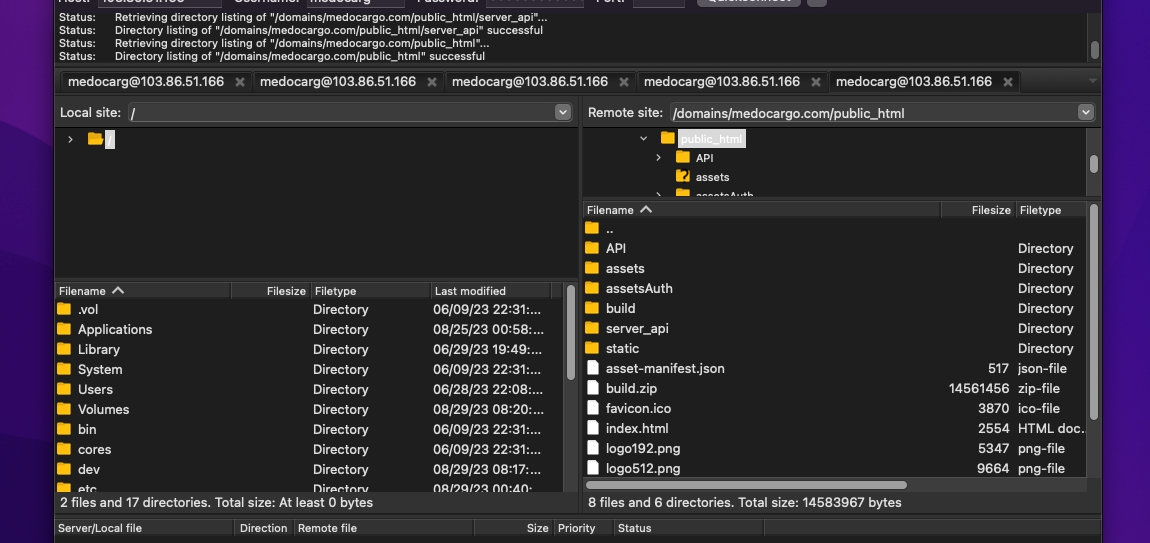 Status: Retrieving directory listing of "/domains/medocargo.com/public_html/server_api"...
Status: Directory listing of "/domains/medocargo.com/public_html/server_api" successful
Status: Retrieving directory listing of "/domains/medocargo.com/public_html"...
Status: Directory listing of "/domains/medocargo.com/public_html" successful
medocarg@103.86.51.166 medocarg@103.86.51.166 medocarg@103.86.51.166 medocarg@103.86.51.166 medocarg@103.86.51.166
Local site: /
/
Filename Filesize Filetype Last modified
.vol Directory 06/09/23 22:31:...
Applications Directory 08/25/23 00:58:...
Library Directory 06/29/23 19:49:...
System Directory 06/09/23 22:31:...
Users Directory 06/28/23 22:08:...
Volumes Directory 08/29/23 08:20:...
bin Directory 06/09/23 22:31:...
cores Directory 06/09/23 22:31:...
dev Directory 08/29/23 08:17:...
etc Directory 08/29/23 00:40:...
2 files and 17 directories. Total size: At least 0 bytes
Remote site: /domains/medocargo.com/public_html
public_html
API
assets
assetsAuth
Filename Filesize Filetype
..
API Directory
assets Directory
assetsAuth Directory
build Directory
server_api Directory
static Directory
asset-manifest.json 517 json-file
build.zip 14561456 zip-file
favicon.ico 3870 ico-file
index.html 2554 HTML doc...
logo192.png 5347 png-file
logo512.png 9664 png-file
8 files and 6 directories. Total size: 14583967 bytes
Server/Local file Direction Remote file Size Priority Status